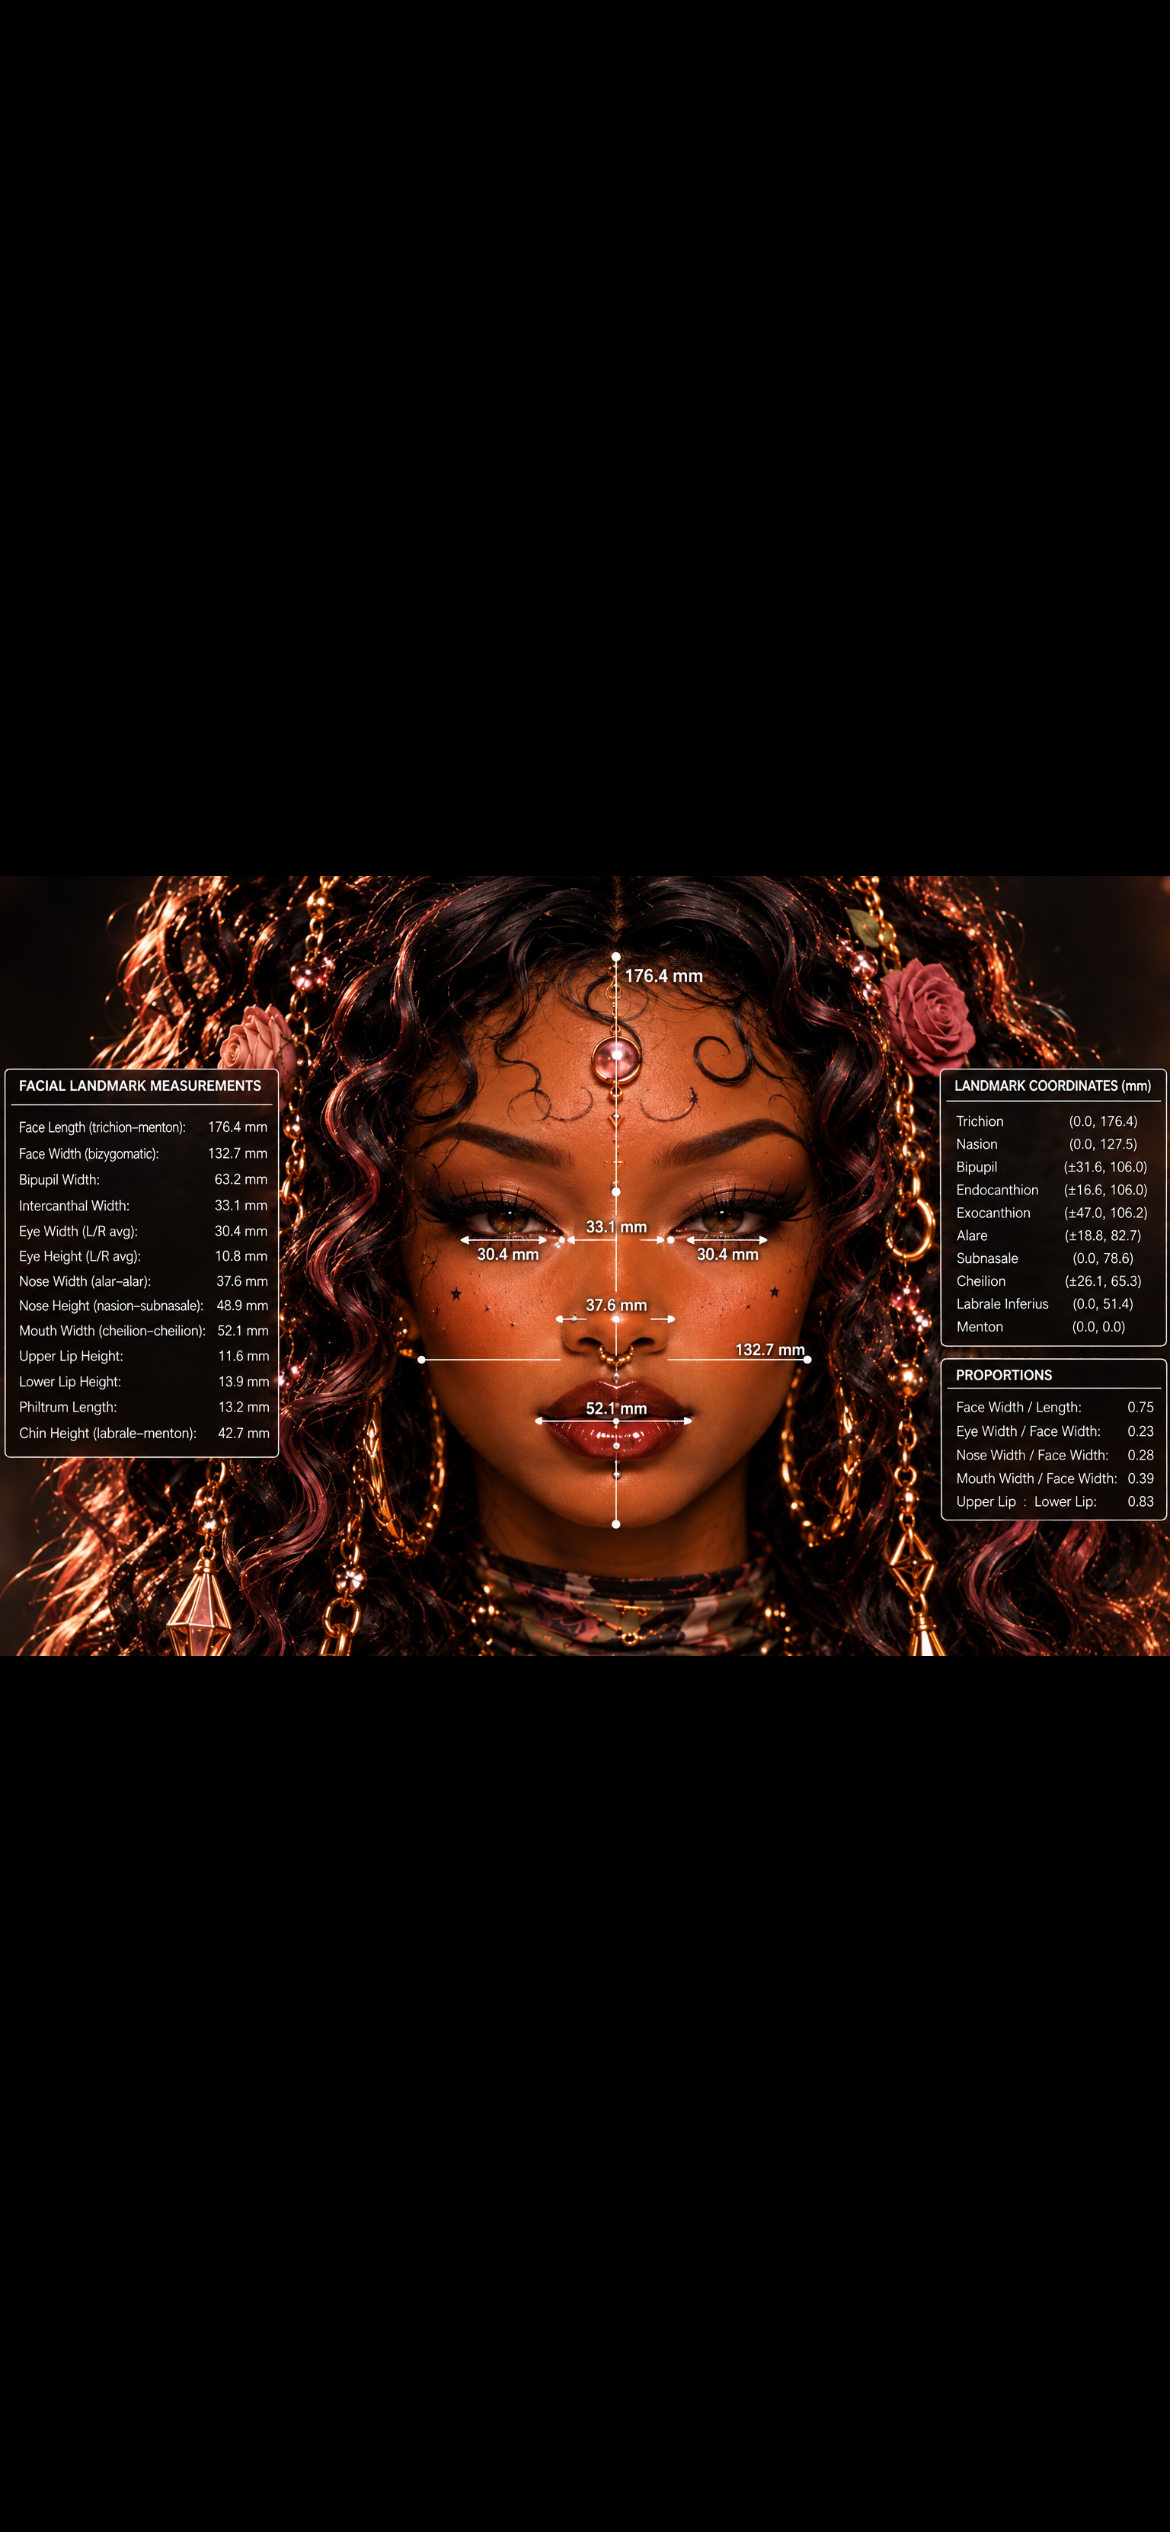 176.4 mm
FACIAL LANDMARK MEASUREMENTS
Face Length (trichion–menton): 176.4 mm
Face Width (bizygomatic): 132.7 mm
Bipupil Width: 63.2 mm
Intercanthal Width: 33.1 mm
Eye Width (L/R avg): 30.4 mm
Eye Height (L/R avg): 10.8 mm
Nose Width (alar–alar): 37.6 mm
Nose Height (nasion–subnasale): 48.9 mm
Mouth Width (cheilion–cheilion): 52.1 mm
Upper Lip Height: 11.6 mm
Lower Lip Height: 13.9 mm
Philtrum Length: 13.2 mm
Chin Height (labrale–menton): 42.7 mm
33.1 mm
30.4 mm 30.4 mm
37.6 mm
132.7 mm
52.1 mm
LANDMARK COORDINATES (mm)
Trichion (0.0, 176.4)
Nasion (0.0, 127.5)
Bipupil (±31.6, 106.0)
Endocanthion (±16.6, 106.0)
Exocanthion (±47.0, 106.2)
Alare (±18.8, 82.7)
Subnasale (0.0, 78.6)
Cheilion (±26.1, 65.3)
Labrale Inferius (0.0, 51.4)
Menton (0.0, 0.0)
PROPORTIONS
Face Width / Length: 0.75
Eye Width / Face Width: 0.23
Nose Width / Face Width: 0.28
Mouth Width / Face Width: 0.39
Upper Lip : Lower Lip: 0.83